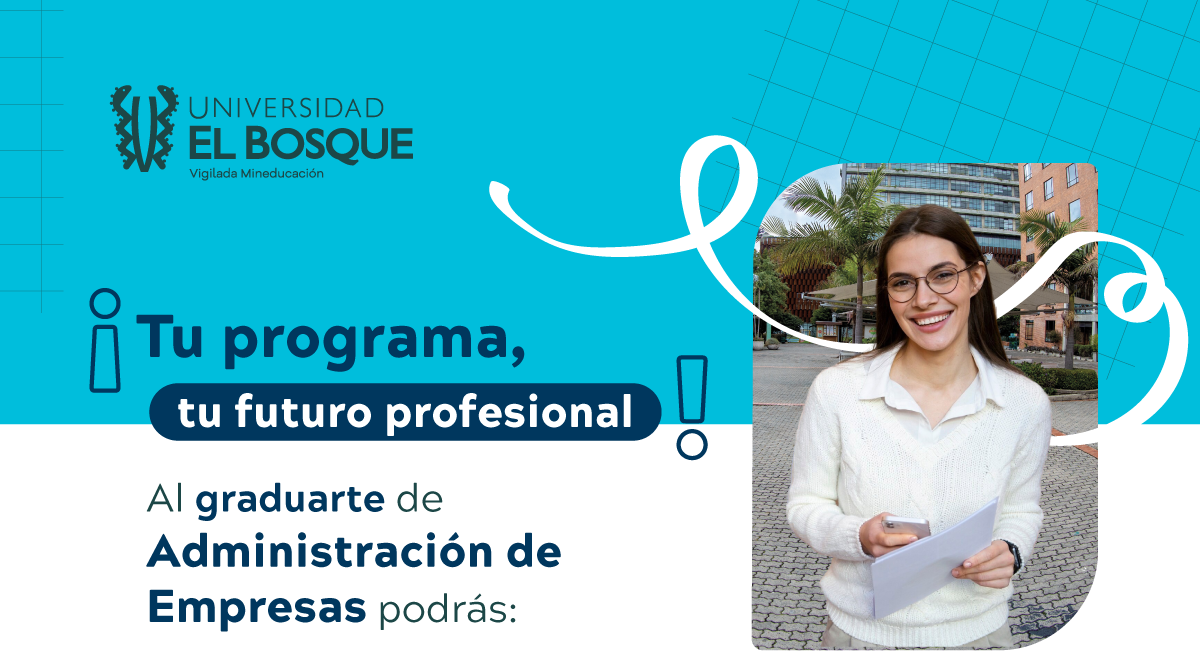 UNIVERSIDAD
EL BOSQUE
Vigilada Mineducación
¡Tu programa,
tu futuro profesional!
Al graduarte de
Administración de
Empresas podrás: